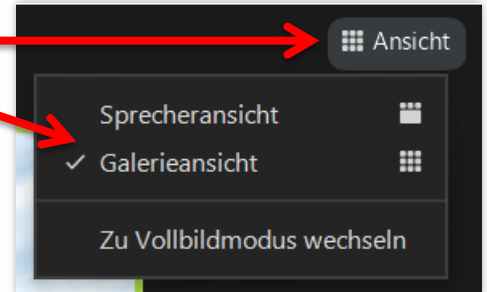 Ansicht
Sprecheransicht
Galerieansicht
Zu Vollbildmodus wechseln